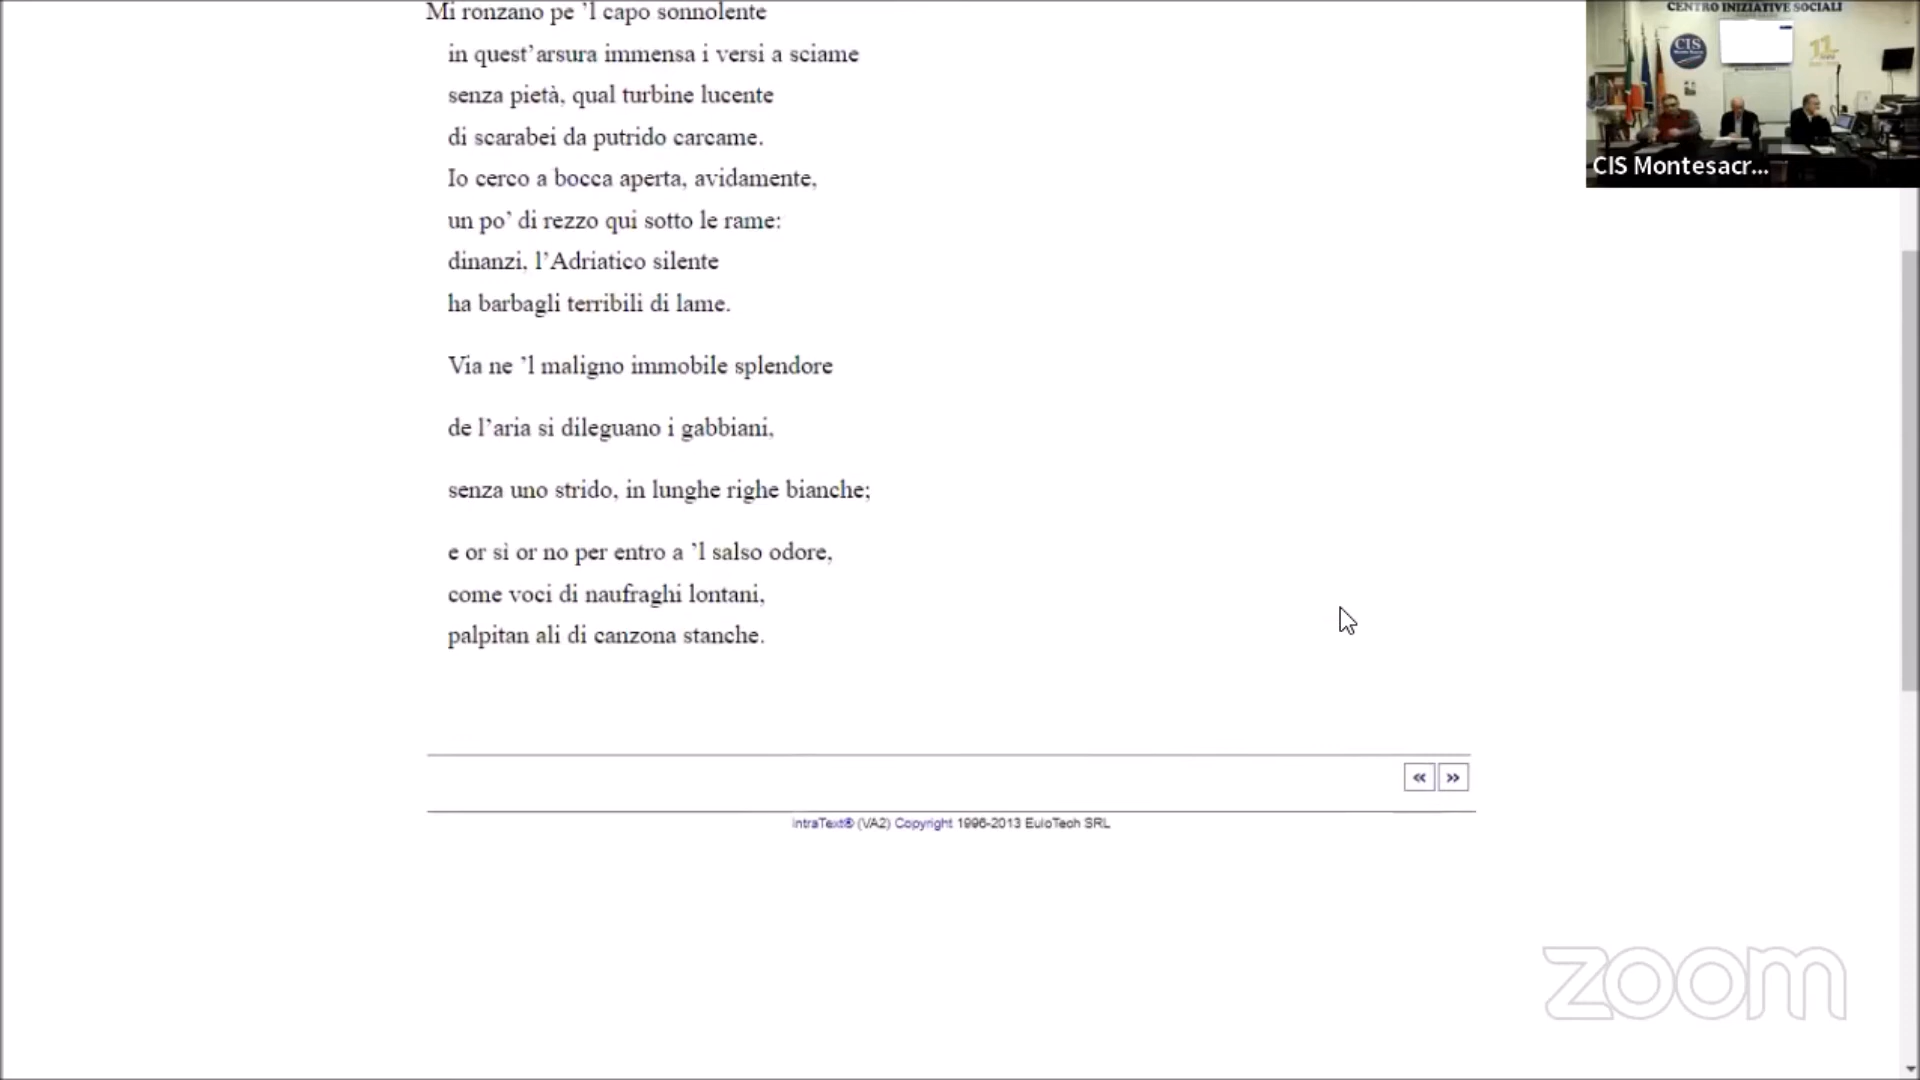 CENTRO INIZIATIVE SOCIALI
CIS
CIS Montesacr...
Mi ronzano pe ’l capo sonnolente
in quest’arsura immensa i versi a sciame
senza pietà, qual turbine lucente
di scarabei da putrido carcame.
Io cerco a bocca aperta, avidamente,
un po’ di rezzo qui sotto le rame:
dinanzi, l’Adriatico silente
ha barbagli terribili di lame.
Via ne ’l maligno immobile splendore
de l’aria si dileguano i gabbiani,
senza uno strido, in lunghe righe bianche;
e or sì or no per entro a ’l salso odore,
come voci di naufraghi lontani,
palpitan ali di canzona stanche.
« »
IntraText® (VA2) Copyright 1996-2013 EuloTech SRL
zoom